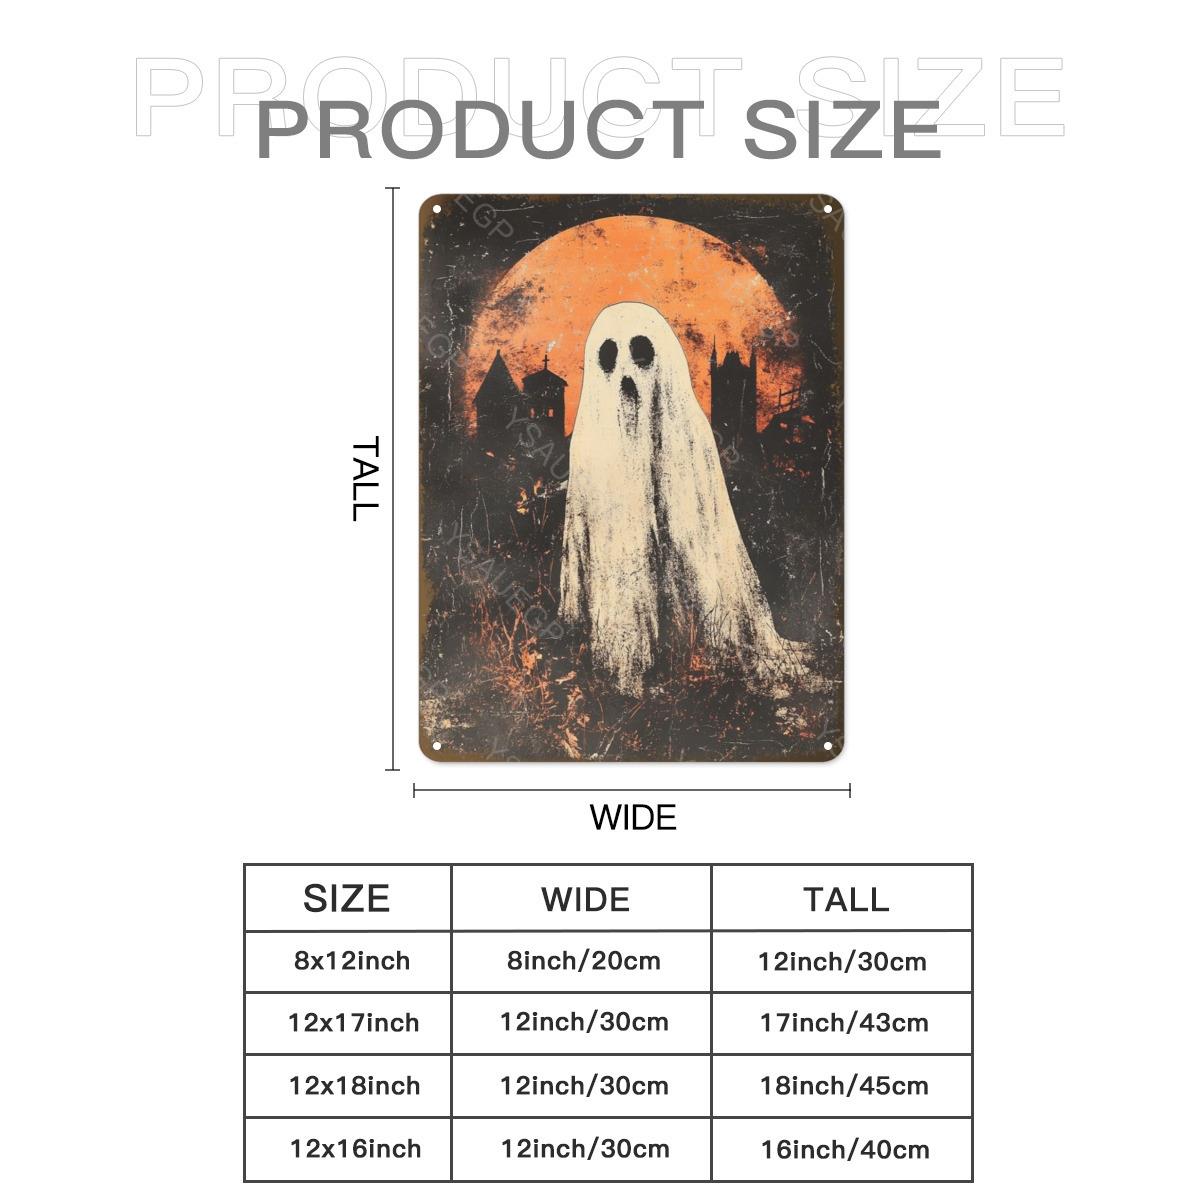 PRODUCT SIZE
PRODUCT SIZE
TALL
YSAUEGP
WIDE
SIZE WIDE TALL
8x12inch 8inch/20cm 12inch/30cm
12x17inch 12inch/30cm 17inch/43cm
12x18inch 12inch/30cm 18inch/45cm
12x16inch 12inch/30cm 16inch/40cm